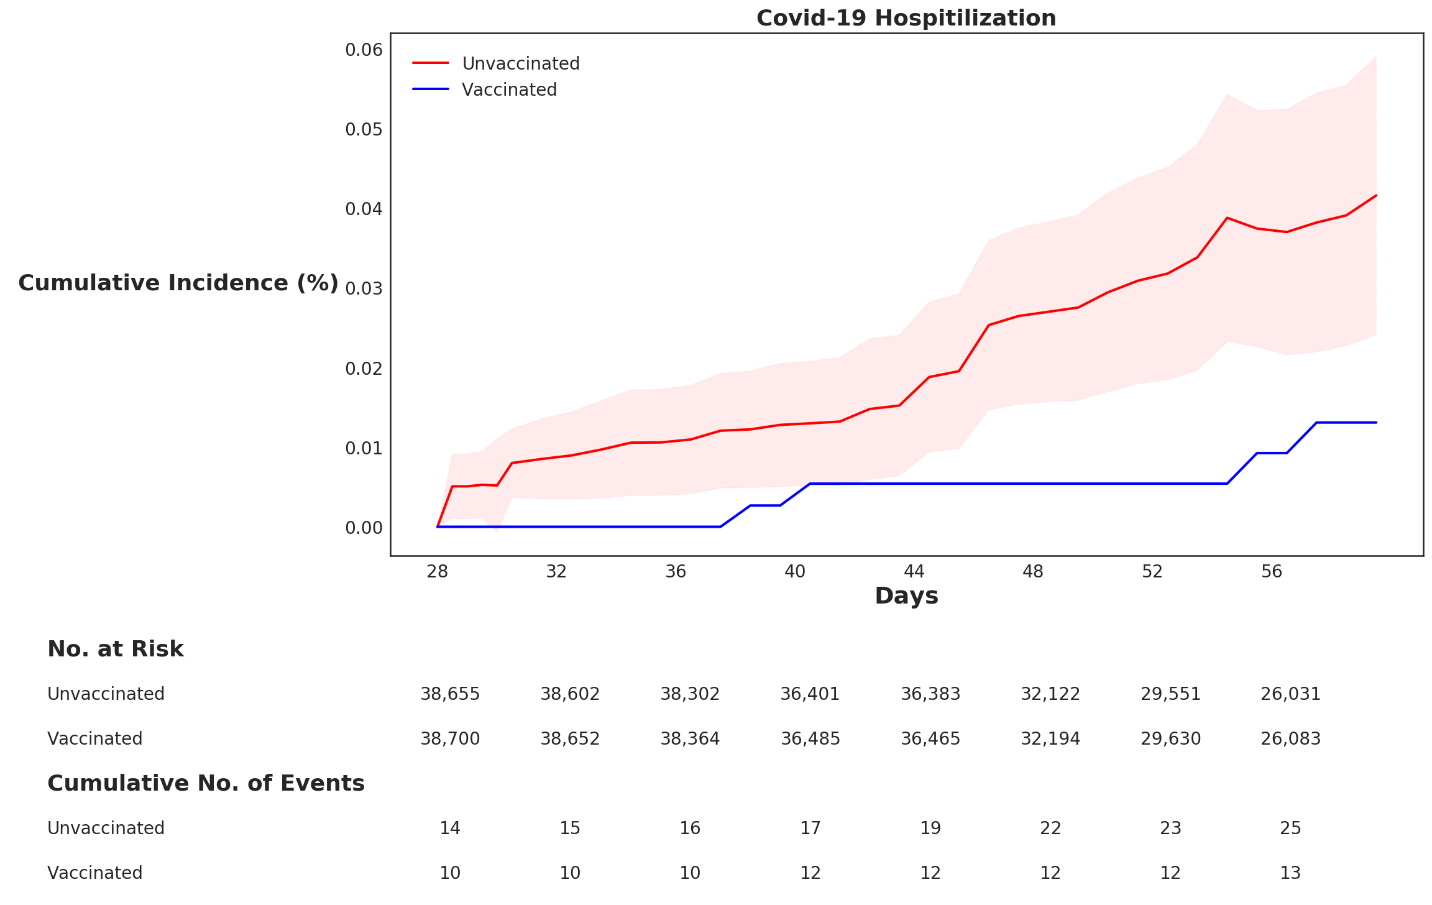 Covid-19 Hospitilization
Unvaccinated
Vaccinated
Cumulative Incidence (%)
0.06
0.05
0.04
0.03
0.02
0.01
0.00
28 32 36 40 44 48 52 56
Days
No. at Risk
Unvaccinated 38,655 38,602 38,302 36,401 36,383 32,122 29,551 26,031
Vaccinated 38,700 38,652 38,364 36,485 36,465 32,194 29,630 26,083
Cumulative No. of Events
Unvaccinated 14 15 16 17 19 22 23 25
Vaccinated 10 10 10 12 12 12 12 13